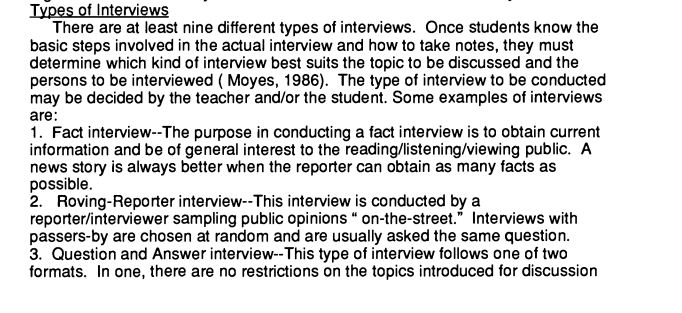 Types of Interviews
There are at least nine different types of interviews. Once students know the
basic steps involved in the actual interview and how to take notes, they must
determine which kind of interview best suits the topic to be discussed and the
persons to be interviewed ( Moyes, 1986). The type of interview to be conducted
may be decided by the teacher and/or the student. Some examples of interviews
are:
1. Fact interview--The purpose in conducting a fact interview is to obtain current
information and be of general interest to the reading/listening/viewing public. A
news story is always better when the reporter can obtain as many facts as
possible.
2. Roving-Reporter interview--This interview is conducted by a
reporter/interviewer sampling public opinions “ on-the-street.” Interviews with
passers-by are chosen at random and are usually asked the same question.
3. Question and Answer interview--This type of interview follows one of two
formats. In one, there are no restrictions on the topics introduced for discussion